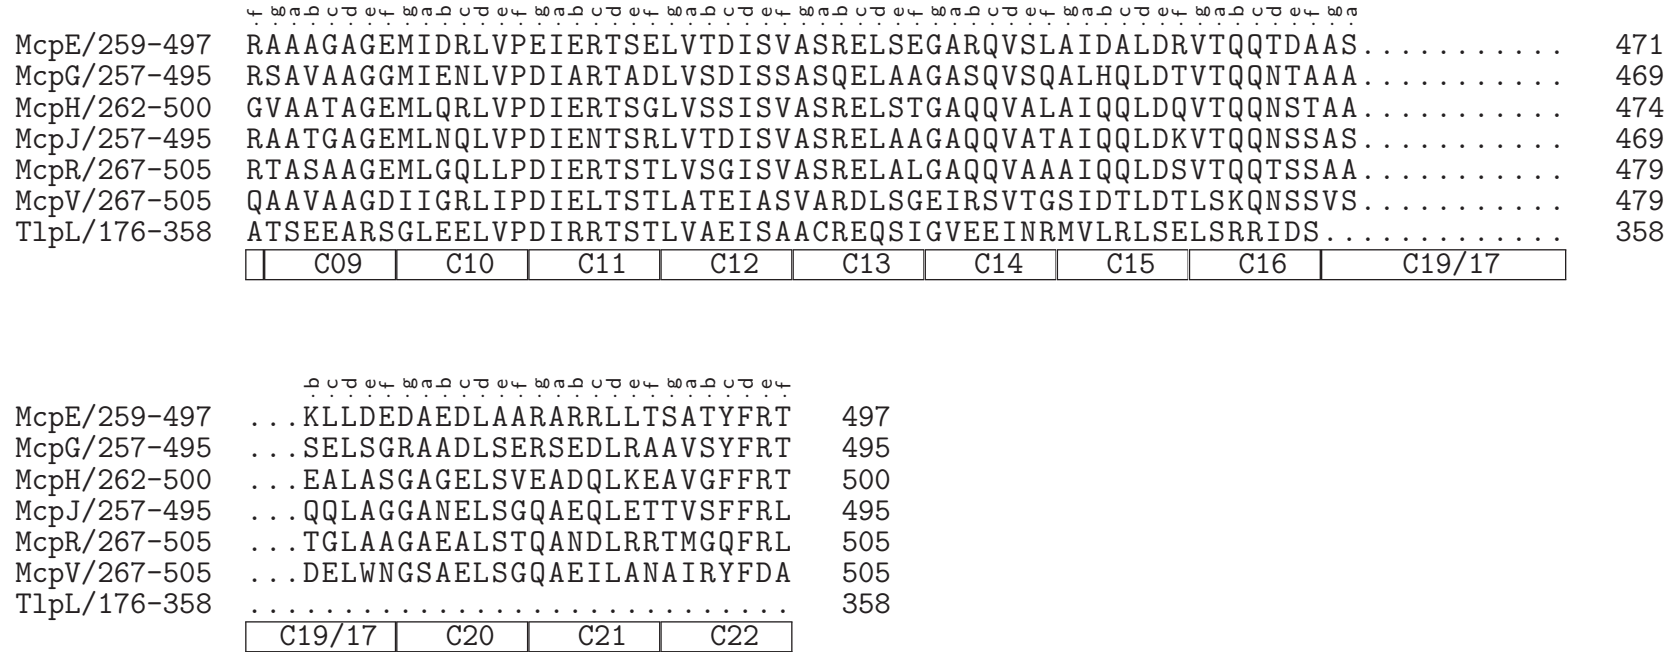 f g a b c d e f g a b c d e f g a b c d e f g a b c d e f g a b c d e f g a b c d e f g a b c d e f g a b c d e f g a
McpE/259-497 RAAAGAGEMIDRLVPEIERTSELVTDISVASRELSEGARQVSLAIDALDRVTQQTDAAS........... 471
McpG/257-495 RSAVAAGGMIENLVPDIARTADLVSDISSASQELAAGASQVSQALHQLDTVTQQNTAAA........... 469
McpH/262-500 GVAATAGEMLQRLVPDIERTSGLVSSISVASRELSTGAQQVALAIQQLDQVTQQNSTAA........... 474
McpJ/257-495 RAATGAGEMLNQLVPDIENTSRLVTDISVASRELAAGAQQVATAIQQLDKVTQQNSSAS........... 469
McpR/267-505 RTASAAGEMLGQLLPDIERTSTLVSGISVASRELALGAQQVAAAIQQLDSVTQQTSSAA........... 479
McpV/267-505 QAAVAAGDIIGRLIPDIELTSTLATEIASVARDLSGEIRSVTGSIDTLDTLSKQNSSVS........... 479
TlpL/176-358 ATSEEARSGLEELVPDIRRTSTLVAEISAACREQSIGVEEINRMVLRLSELSRRIDS............. 358
C09 C10 C11 C12 C13 C14 C15 C16 C19/17
b c d e f g a b c d e f g a b c d e f g a b c d e f
McpE/259-497 ...KLLDEDAEDLAARARRLLTSATYFRT 497
McpG/257-495 ...SELSGRAADLSERSEDLRAAVSYFRT 495
McpH/262-500 ...EALASGAGELSVEADQLKEAVGFFRT 500
McpJ/257-495 ...QQLAGGANELSGQAEQLETTVSFFRL 495
McpR/267-505 ...TGLAAGAEALSTQANDLRRTMGQFRL 505
McpV/267-505 ...DELWNGSAELSGQAEILANAIRYFDA 505
TlpL/176-358 ............................. 358
C19/17 C20 C21 C22